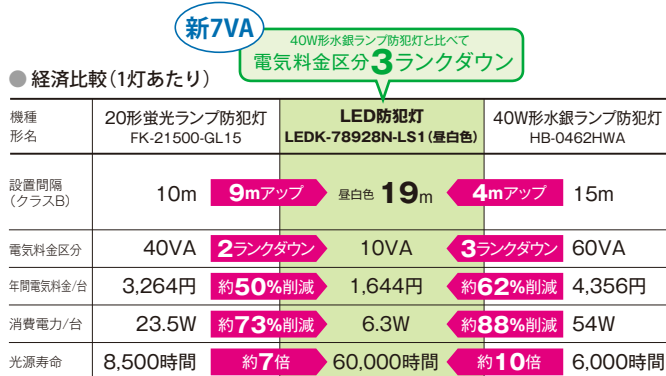 新7VA
40W形水銀ランプ防犯灯と比べて
電気料金区分3ランクダウン
● 経済比較(1灯あたり)
機種 20形蛍光ランプ防犯灯 LED防犯灯 40W形水銀ランプ防犯灯
形名 FK-21500-GL15 LEDK-78928N-LS1(昼白色) HB-0462HWA
設置間隔
(クラスB) 10m 9mアップ 昼白色 19m 4mアップ 15m
電気料金区分 40VA 2ランクダウン 10VA 3ランクダウン 60VA
年間電気料金/台 3,264円 約50%削減 1,644円 約62%削減 4,356円
消費電力/台 23.5W 約73%削減 6.3W 約88%削減 54W
光源寿命 8,500時間 約7倍 60,000時間 約10倍 6,000時間